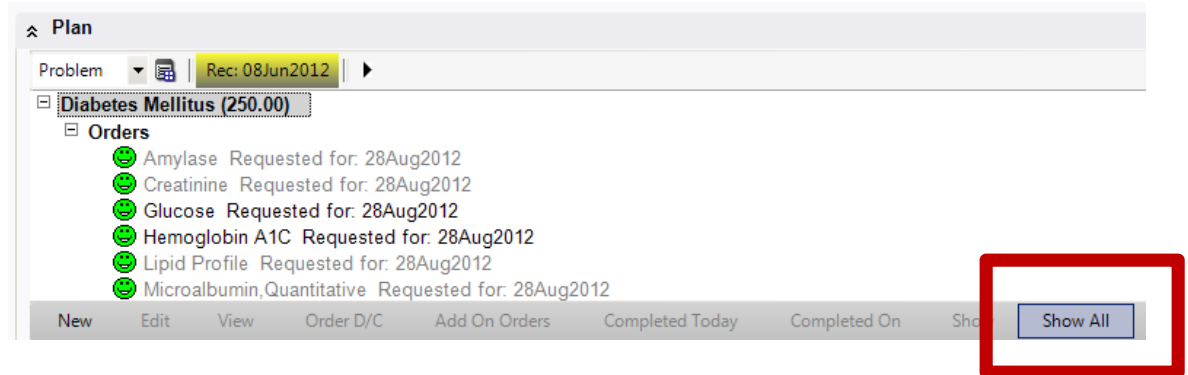 Plan
Problem Rec: 08Jun2012
Diabetes Mellitus (250.00)
Orders
Amylase Requested for: 28Aug2012
Creatinine Requested for: 28Aug2012
Glucose Requested for: 28Aug2012
Hemoglobin A1C Requested for: 28Aug2012
Lipid Profile Requested for: 28Aug2012
Microalbumin,Quantitative Requested for: 28Aug2012
New Edit View Order D/C Add On Orders Completed Today Completed On Show All